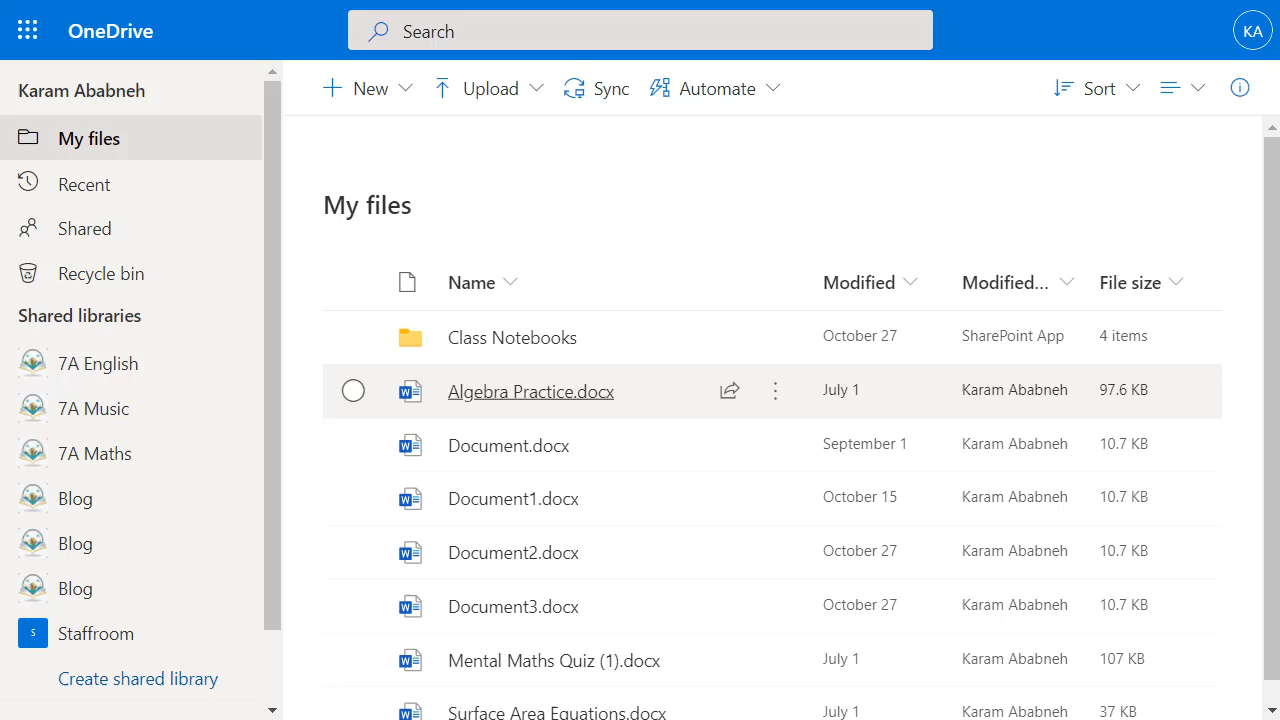 OneDrive
Search
KA
Karam Ababneh
My files
Recent
Shared
Recycle bin
Shared libraries
7A English
7A Music
7A Maths
Blog
Blog
Blog
S Staffroom
Create shared library
New Upload Sync Automate Sort
My files
Name Modified Modified... File size
Class Notebooks October 27 SharePoint App 4 items
Algebra Practice.docx July 1 Karam Ababneh 97.6 KB
Document.docx September 1 Karam Ababneh 10.7 KB
Document1.docx October 15 Karam Ababneh 10.7 KB
Document2.docx October 27 Karam Ababneh 10.7 KB
Document3.docx October 27 Karam Ababneh 10.7 KB
Mental Maths Quiz (1).docx July 1 Karam Ababneh 107 KB
Surface Area Equations.docx July 1 Karam Ababneh 37 KB